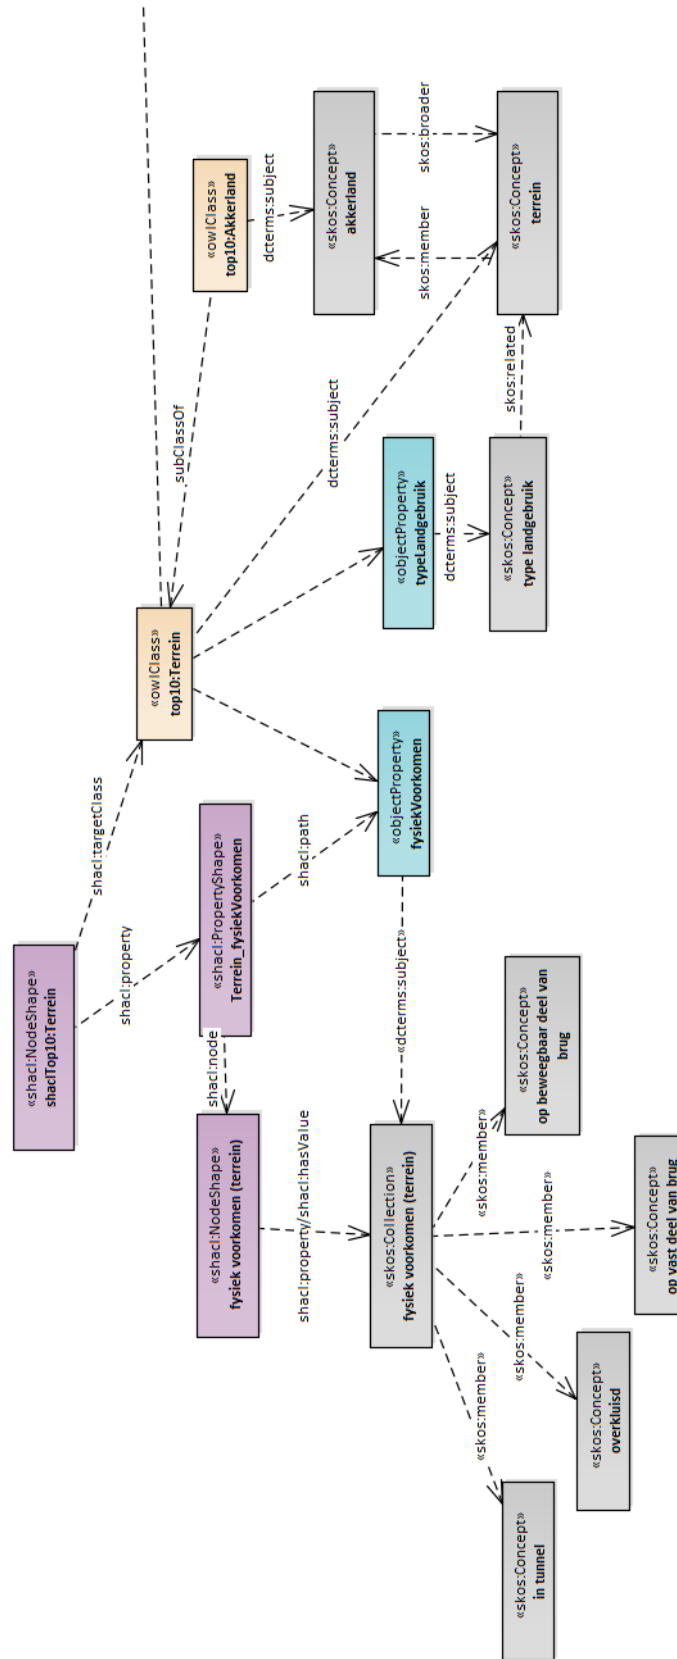 «owlClass»
top10:Akkerland
dcterms:subject
«skos:Concept»
akkerland
skos:broader
skos:member
«skos:Concept»
terrein
subClassOf
dcterms:subject
skos:related
«objectProperty»
typeLandgebruik
dcterms:subject
«skos:Concept»
type landgebruik
«owlClass»
top10:Terrein
shacl:targetClass
«shacl:NodeShape»
shaclTop10:Terrein
shacl:property
«shacl:PropertyShape»
Terrein_fysiekVoorkomen
shacl:path
«objectProperty»
fysiekVoorkomen
shacl:node
«dcterms:subject»
«shacl:NodeShape»
fysiek voorkomen (terrein)
shacl:property/shacl:hasValue
«skos:Collection»
fysiek voorkomen (terrein)
«skos:member»
«skos:Concept»
op beweegbaar deel van
brug
«skos:member»
«skos:Concept»
op vast deel van brug
«skos:member»
«skos:Concept»
overkluisd
«skos:member»
«skos:Concept»
in tunnel